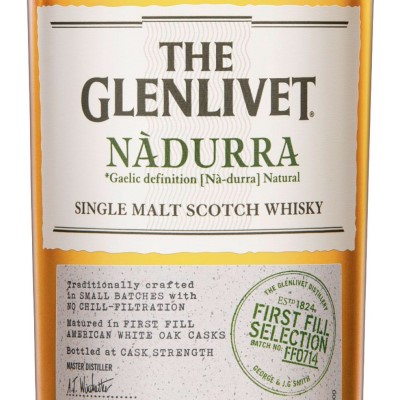 THE
GLENLIVET®
NÀDURRA
*Gaelic definition [Nà-durra] Natural
SINGLE MALT SCOTCH WHISKY
Traditionally crafted
in SMALL BATCHES with
NO CHILL-FILTRATION
Matured in FIRST FILL
AMERICAN WHITE OAK CASKS
Bottled at CASK STRENGTH
MASTER DISTILLER
THE GLENLIVET DISTILLERY
ESTD 1824
FIRST FILL
SELECTION
BATCH NO: FF0714
GEORGE & J.G SMITH